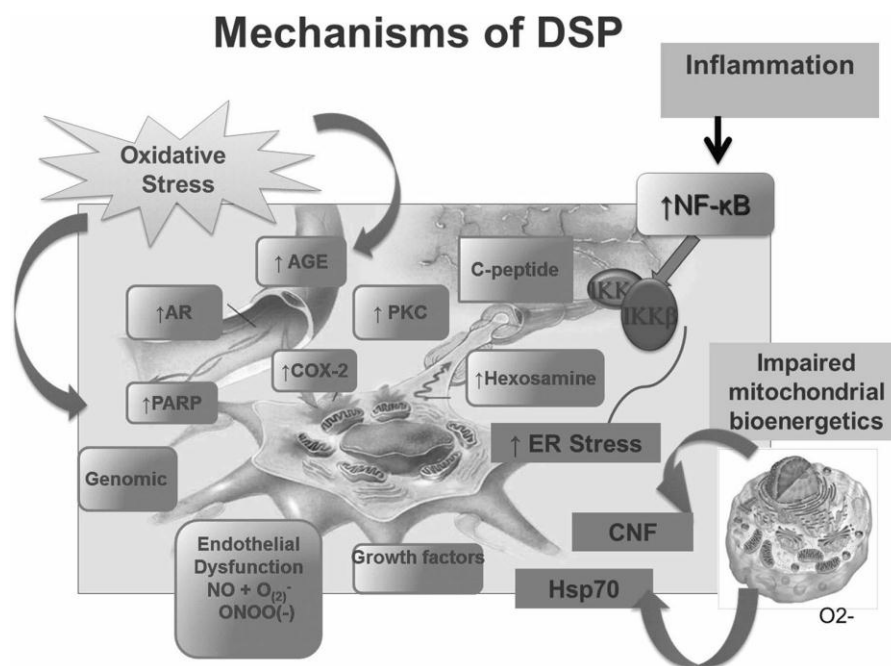 Mechanisms of DSP
Inflammation
Oxidative
Stress
↑NF-κB
↑ AGE
C-peptide
↑AR
↑ PKC
IKK
IKKβ
↑COX-2
↑Hexosamine
↑PARP
Impaired
mitochondrial
bioenergetics
↑ ER Stress
Genomic
CNF
Endothelial
Dysfunction
NO + O(2)-
ONOO(-)
Growth factors
Hsp70
O2-